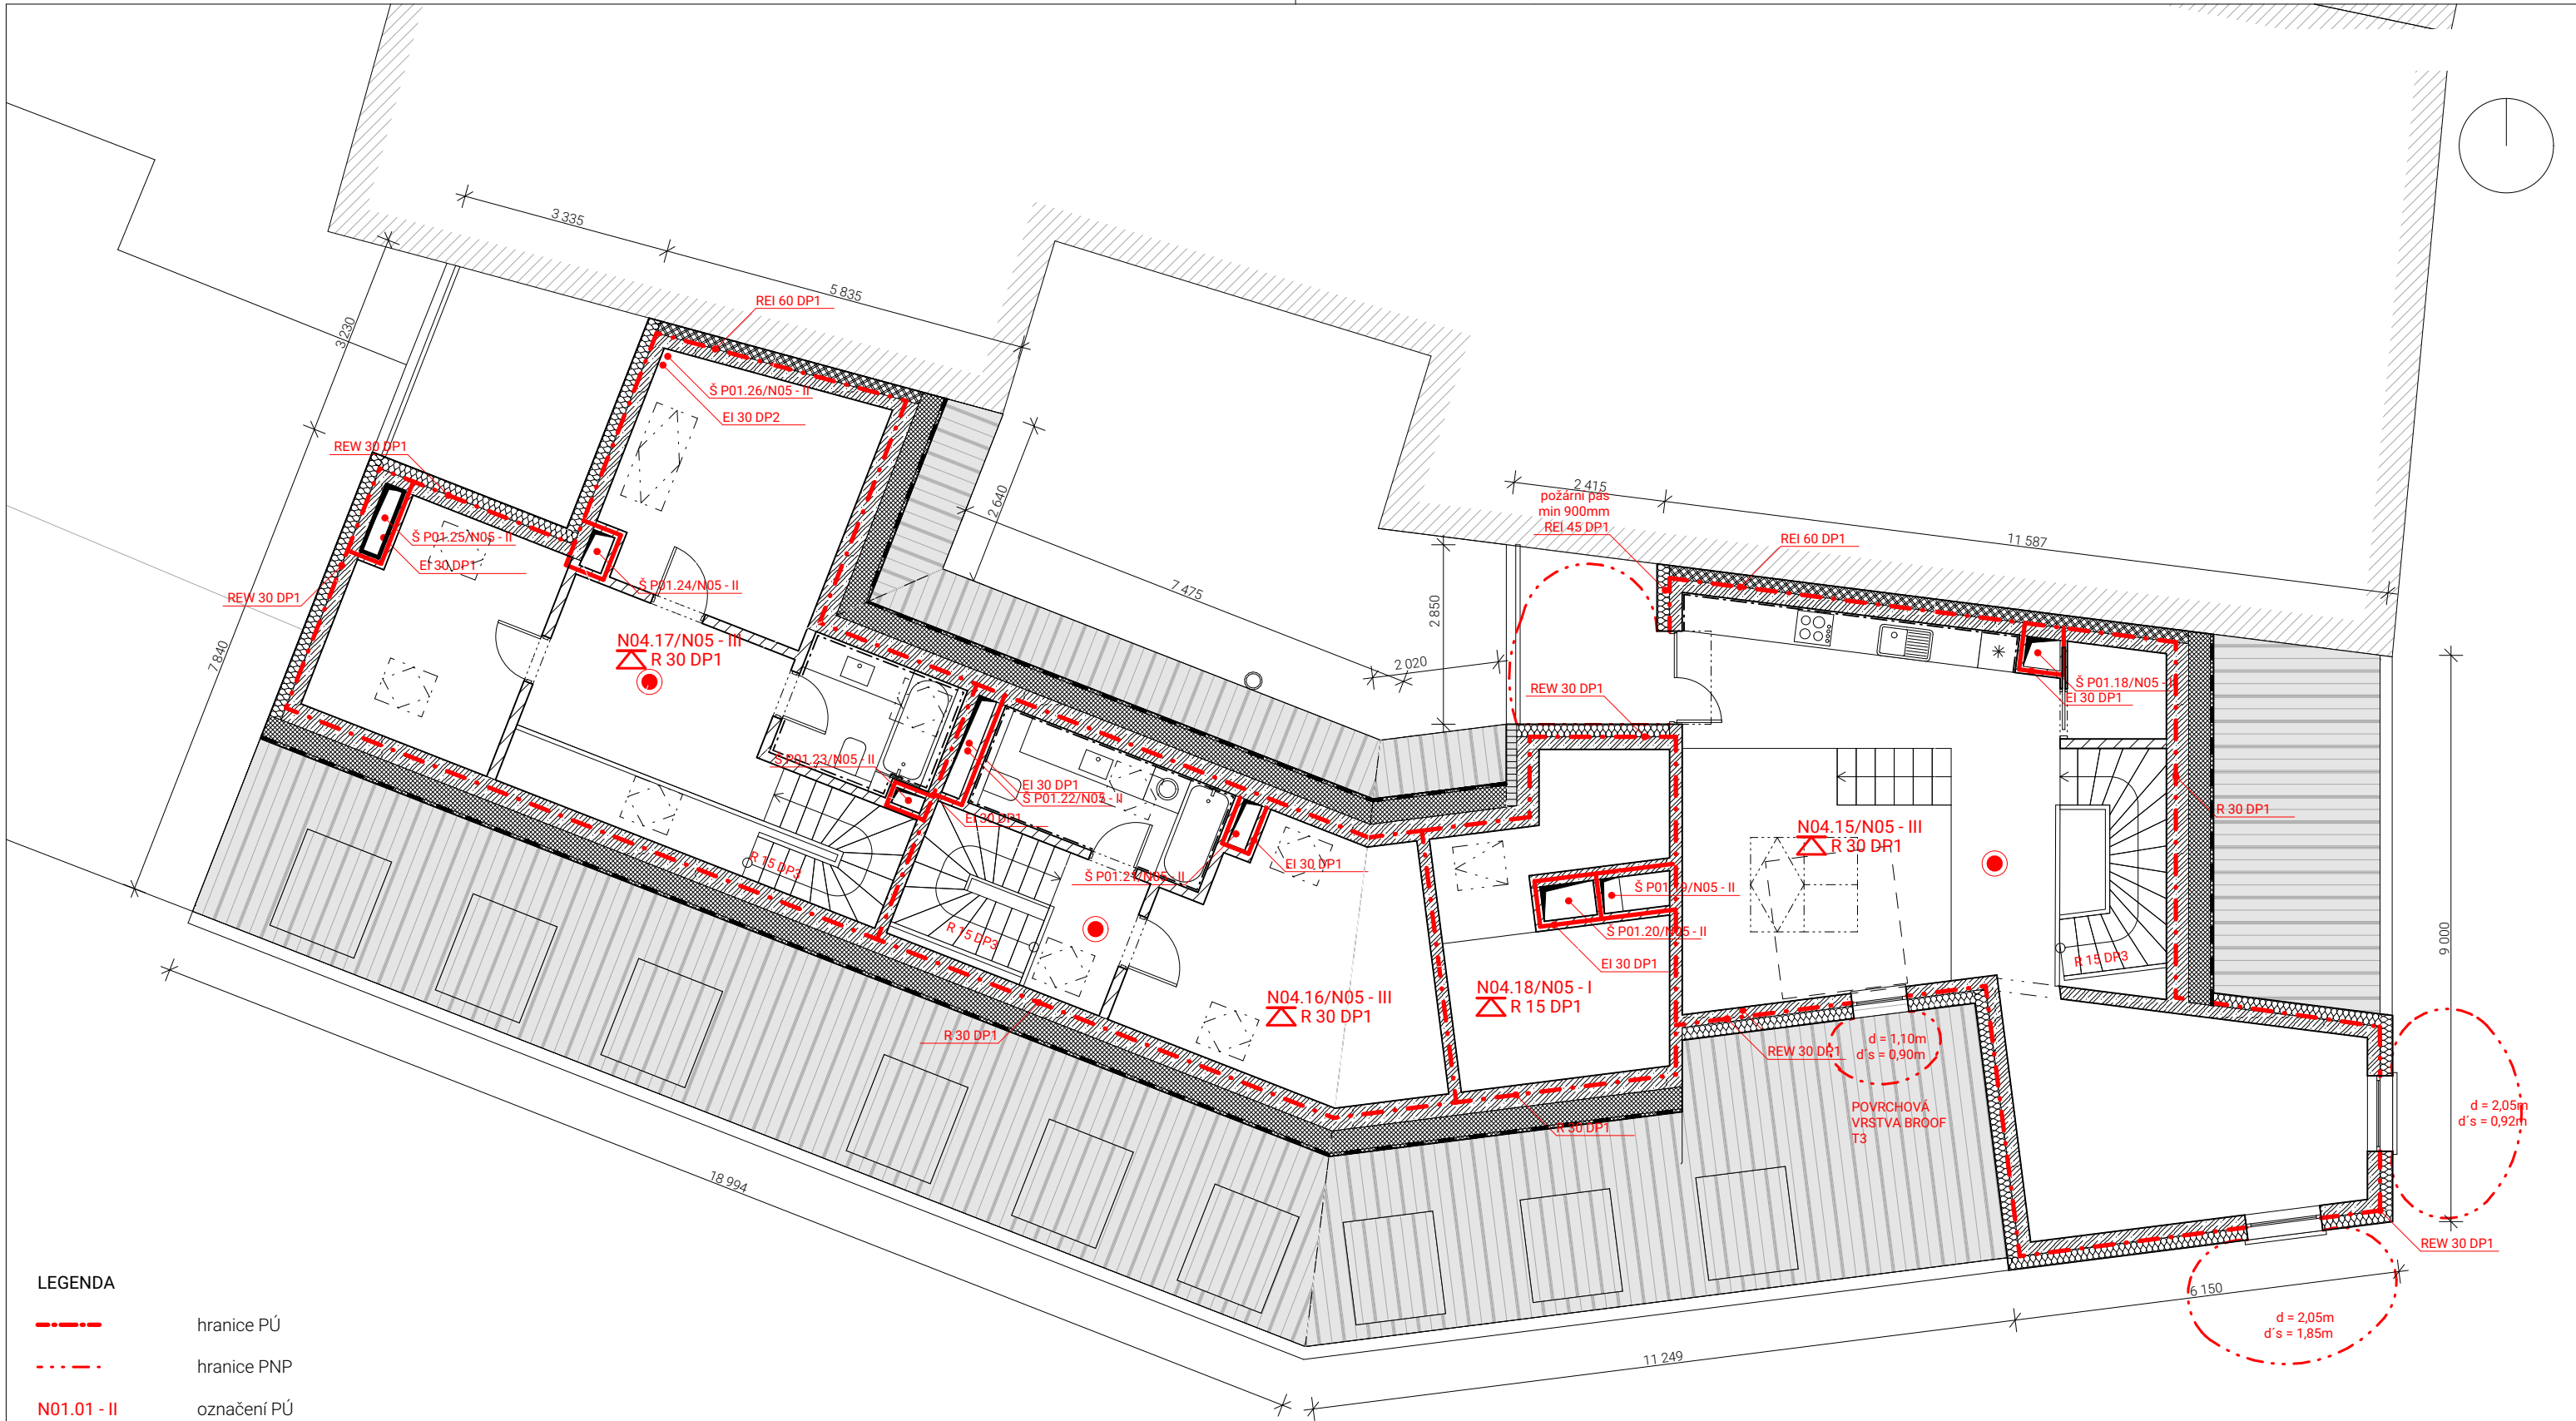 3 335
5 835
REI 60 DP1
3 230
Š P01.26/N05 - II
EI 30 DP2
REW 30 DP1
2 640
2 415
požární pás
min 900mm
REI 45 DP1
REI 60 DP1
11 587
Š P01.25/N05 - II
EI 30 DP1
Š P01.24/N05 - II
REW 30 DP1
7 475
2 850
N04.17/N05 - III
R 30 DP1
7 840
2 020
REW 30 DP1
Š P01.18/N05 - II
EI 30 DP1
Š P01.23/N05 - II
EI 30 DP1
Š P01.22/N05 - II
EI 30 DP1
R 30 DP1
N04.15/N05 - III
R 30 DP1
R 15 DP3
EI 30 DP1
Š P01.21/N05 - II
Š P01.19/N05 - II
Š P01.20/N05 - II
R 15 DP3
EI 30 DP1
R 15 DP3
9 000
N04.16/N05 - III
R 30 DP1
N04.18/N05 - I
R 15 DP1
R 30 DP1
REW 30 DP1
d = 1,10m
d´s = 0,90m
POVRCHOVÁ
VRSTVA BROOF
T3
d = 2,05m
d´s = 0,92m
R 30 DP1
18 994
REW 30 DP1
6 150
d = 2,05m
d´s = 1,85m
11 249
LEGENDA
hranice PÚ
hranice PNP
N01.01 - II označení PÚ